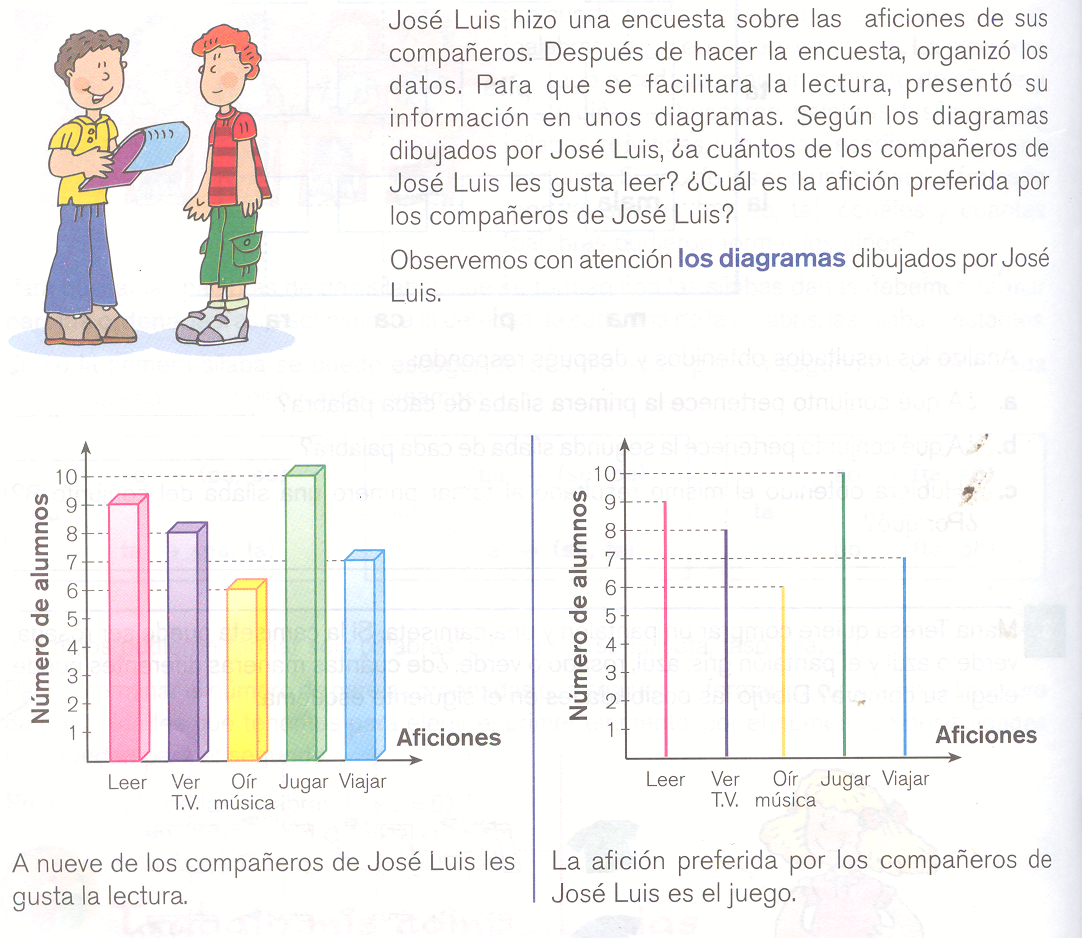 José Luis hizo una encuesta sobre las aficiones de sus
compañeros. Después de hacer la encuesta, organizó los
datos. Para que se facilitara la lectura, presentó su
información en unos diagramas. Según los diagramas
dibujados por José Luis, ¿a cuántos de los compañeros de
José Luis les gusta leer? ¿Cuál es la afición preferida por
los compañeros de José Luis?
Observemos con atención los diagramas dibujados por José
Luis.
Número de alumnos
10
9
8
7
6
5
4
3
2
1
Aficiones
Leer Ver Oír Jugar Viajar
T.V. música
A nueve de los compañeros de José Luis les
gusta la lectura.
Número de alumnos
10
9
8
7
6
5
4
3
2
1
Aficiones
Leer Ver Oír Jugar Viajar
T.V. música
La afición preferida por los compañeros de
José Luis es el juego.